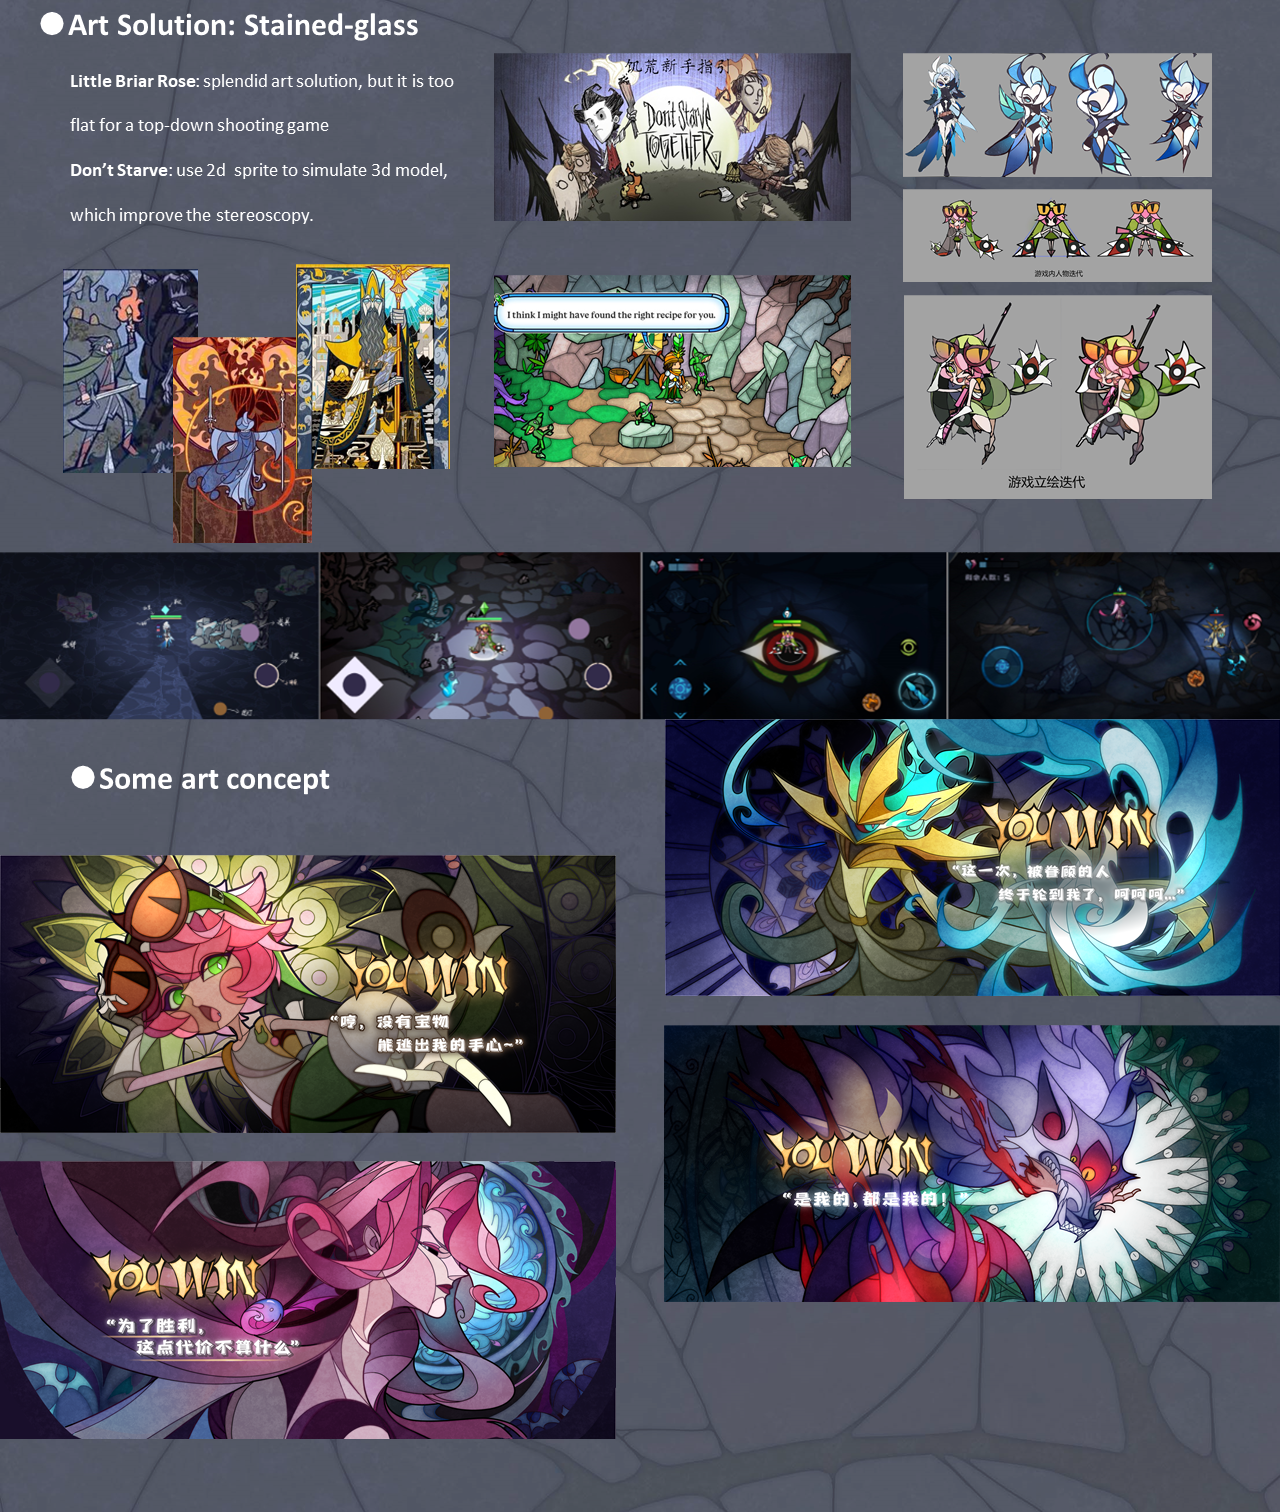 Art Solution: Stained-glass
Little Briar Rose: splendid art solution, but it is too
flat for a top-down shooting game
Don’t Starve: use 2d sprite to simulate 3d model,
which improve the stereoscopy.
饥荒新手指引
Don't Starve
TOGETHER
I think I might have found the right recipe for you.
游戏内人物迭代
游戏立绘迭代
Some art concept
YOU WIN
“这一次，被眷顾的人
终于轮到我了，呵呵呵...”
YOU WIN
“哼，没有宝物
能逃出我的手心~”
YOU WIN
“是我的，都是我的！”
YOU WIN
“为了胜利，
这点代价不算什么”